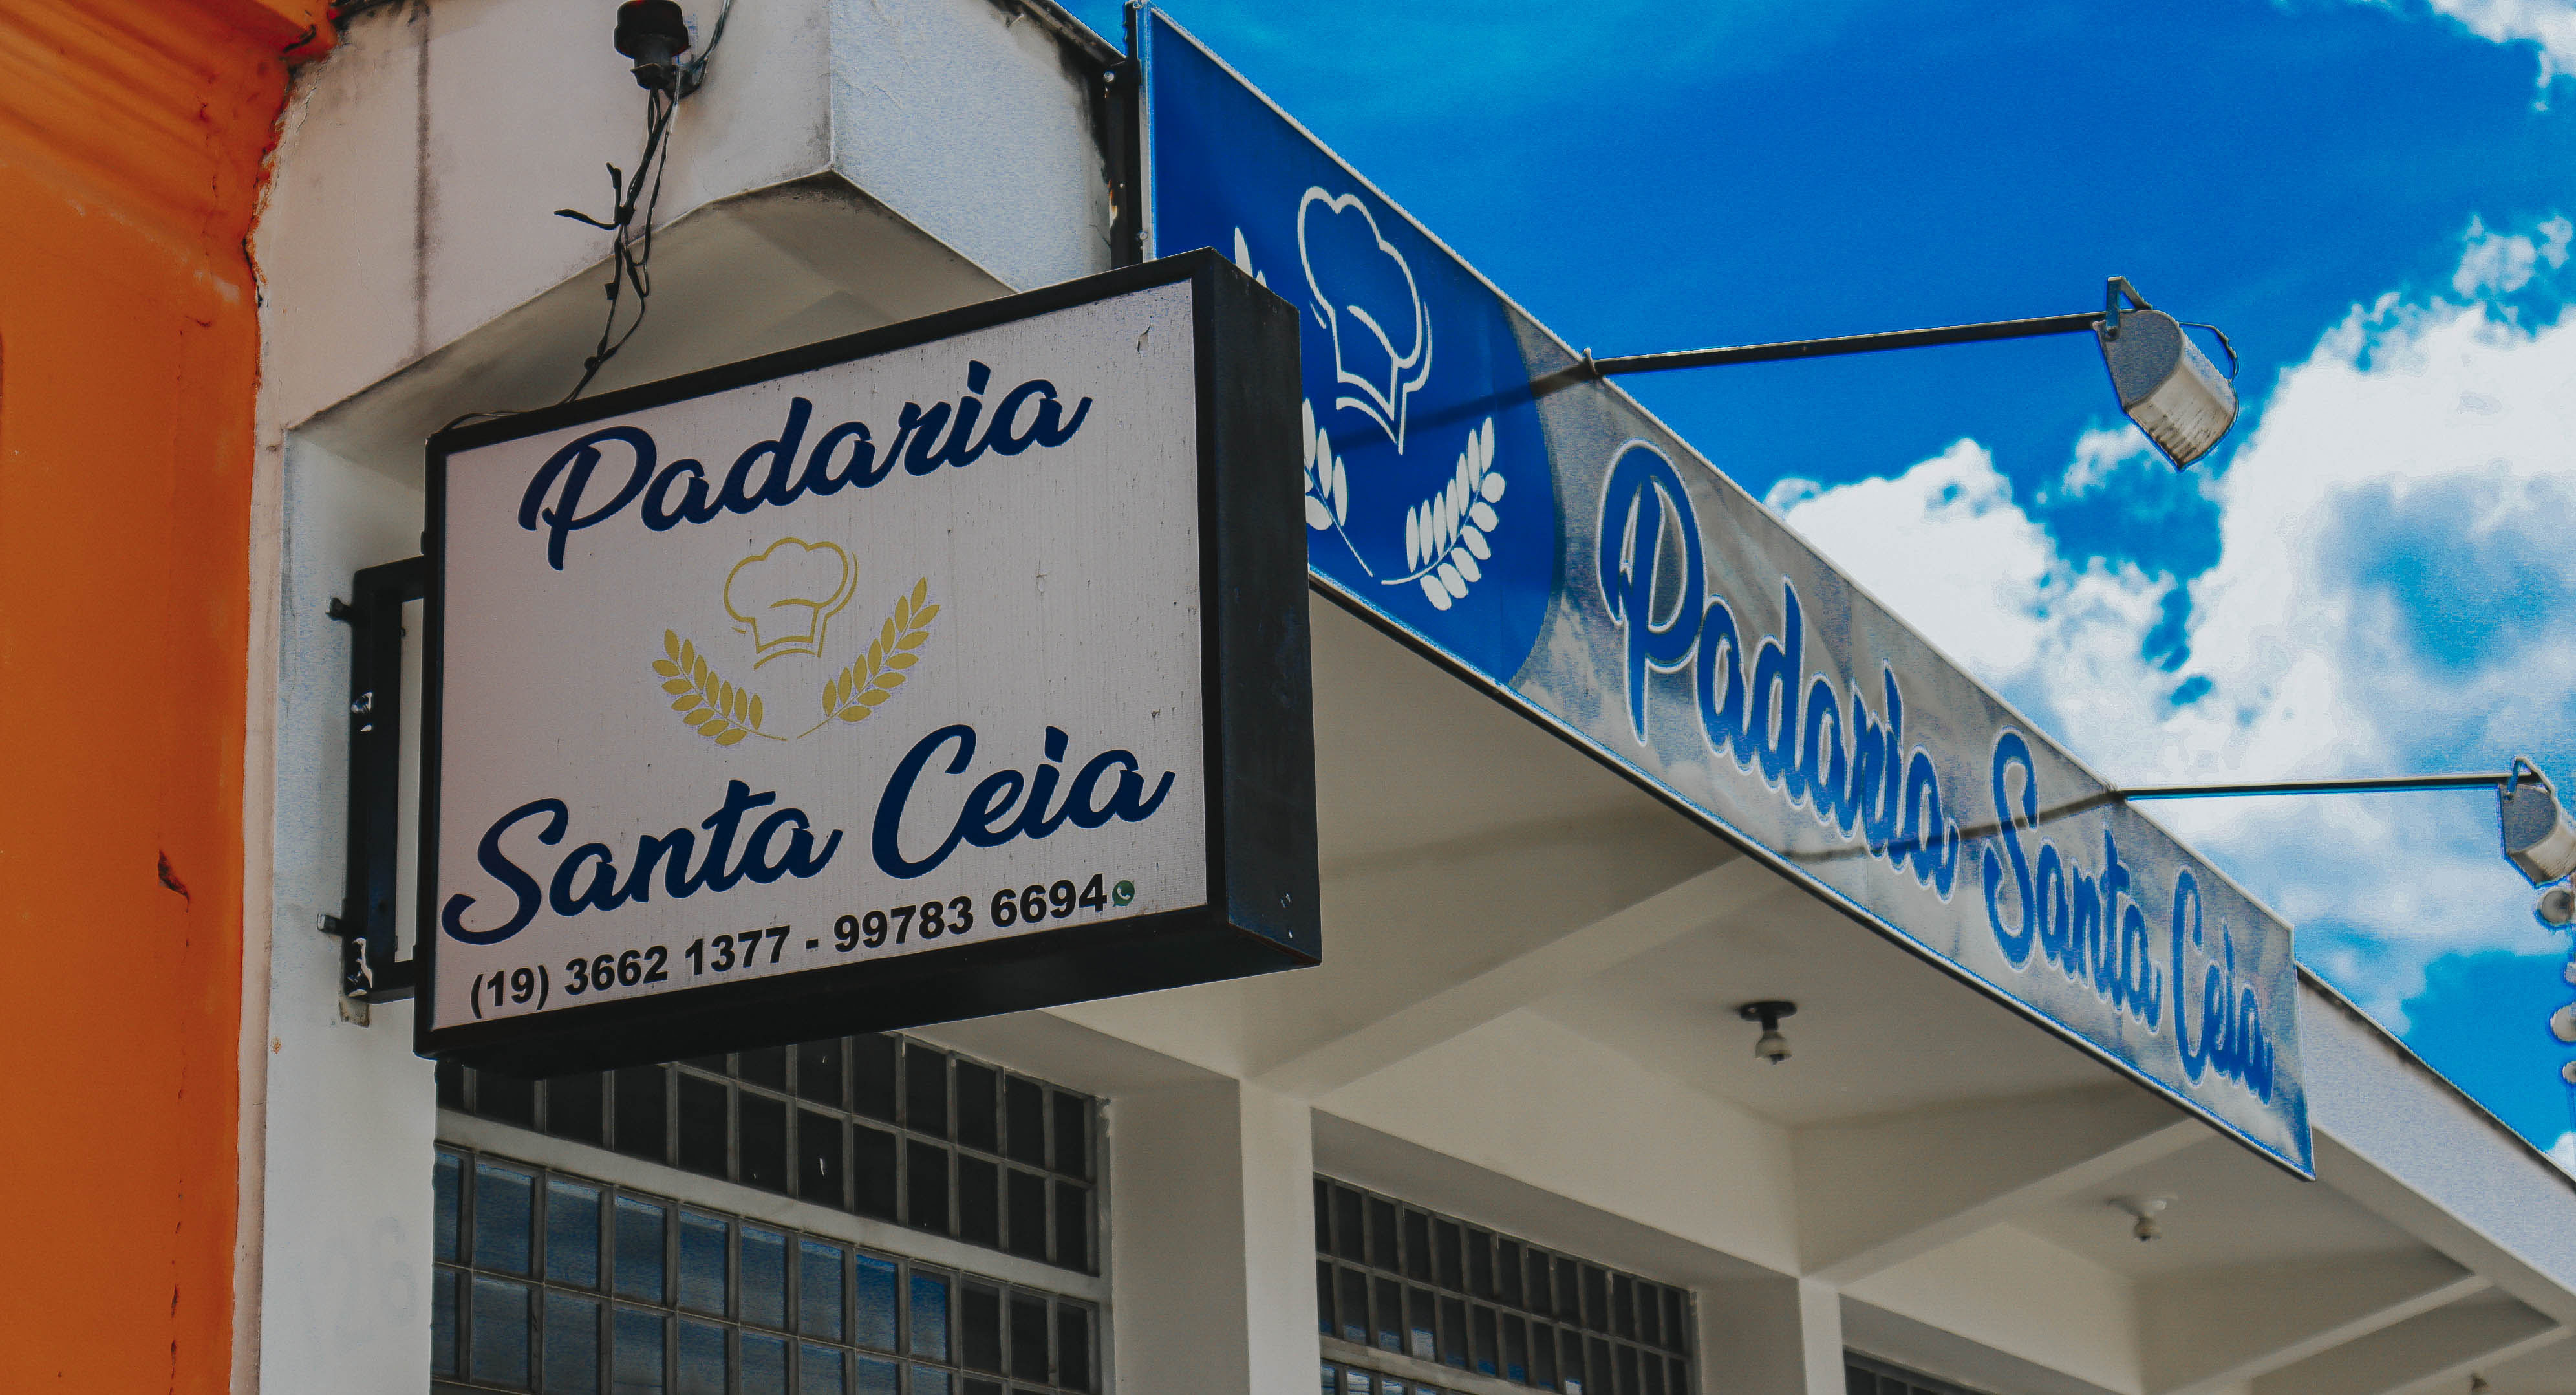 Padaria
Santa Ceia
(19) 3662 1377 - 99783 6694
Padaria Santa Ceia